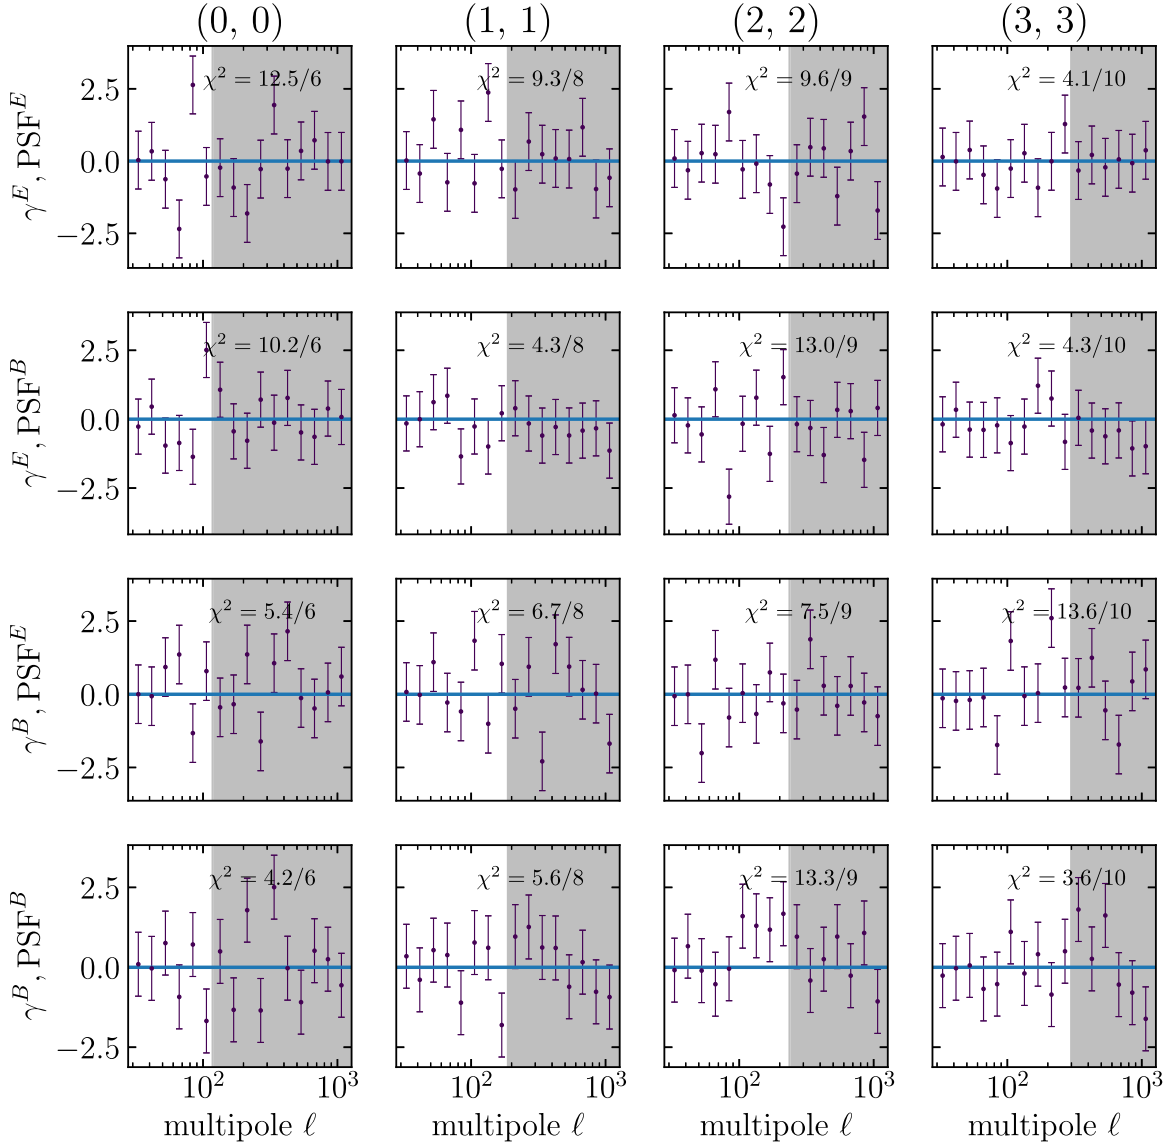 (0, 0) (1, 1) (2, 2) (3, 3)
γ^E, PSF^E
2.5
0.0
−2.5
χ² = 12.5/6
χ² = 9.3/8
χ² = 9.6/9
χ² = 4.1/10
γ^E, PSF^B
2.5
0.0
−2.5
χ² = 10.2/6
χ² = 4.3/8
χ² = 13.0/9
χ² = 4.3/10
γ^B, PSF^E
2.5
0.0
−2.5
χ² = 5.4/6
χ² = 6.7/8
χ² = 7.5/9
χ² = 13.6/10
γ^B, PSF^B
2.5
0.0
−2.5
χ² = 4.2/6
χ² = 5.6/8
χ² = 13.3/9
χ² = 3.6/10
10² 10³ 10² 10³ 10² 10³ 10² 10³
multipole ℓ multipole ℓ multipole ℓ multipole ℓ